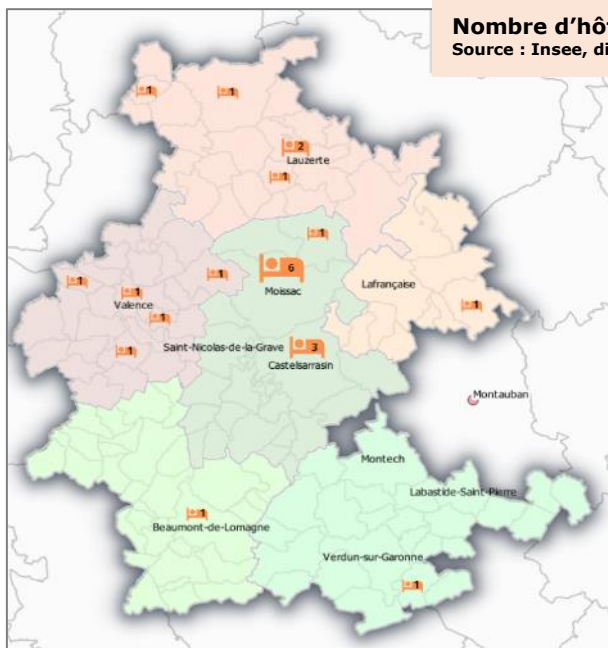 Nombre d’hôt
Source : Insee, di
1
1
2
Lauzerte
1
1
6
Moissac
Lafrançaise
1
1
1
Valence
1
1
1
Saint-Nicolas-de-la-Grave
3
Castelsarrasin
Montauban
Montech
Labastide-Saint-Pierre
1
Beaumont-de-Lomagne
Verdun-sur-Garonne
1